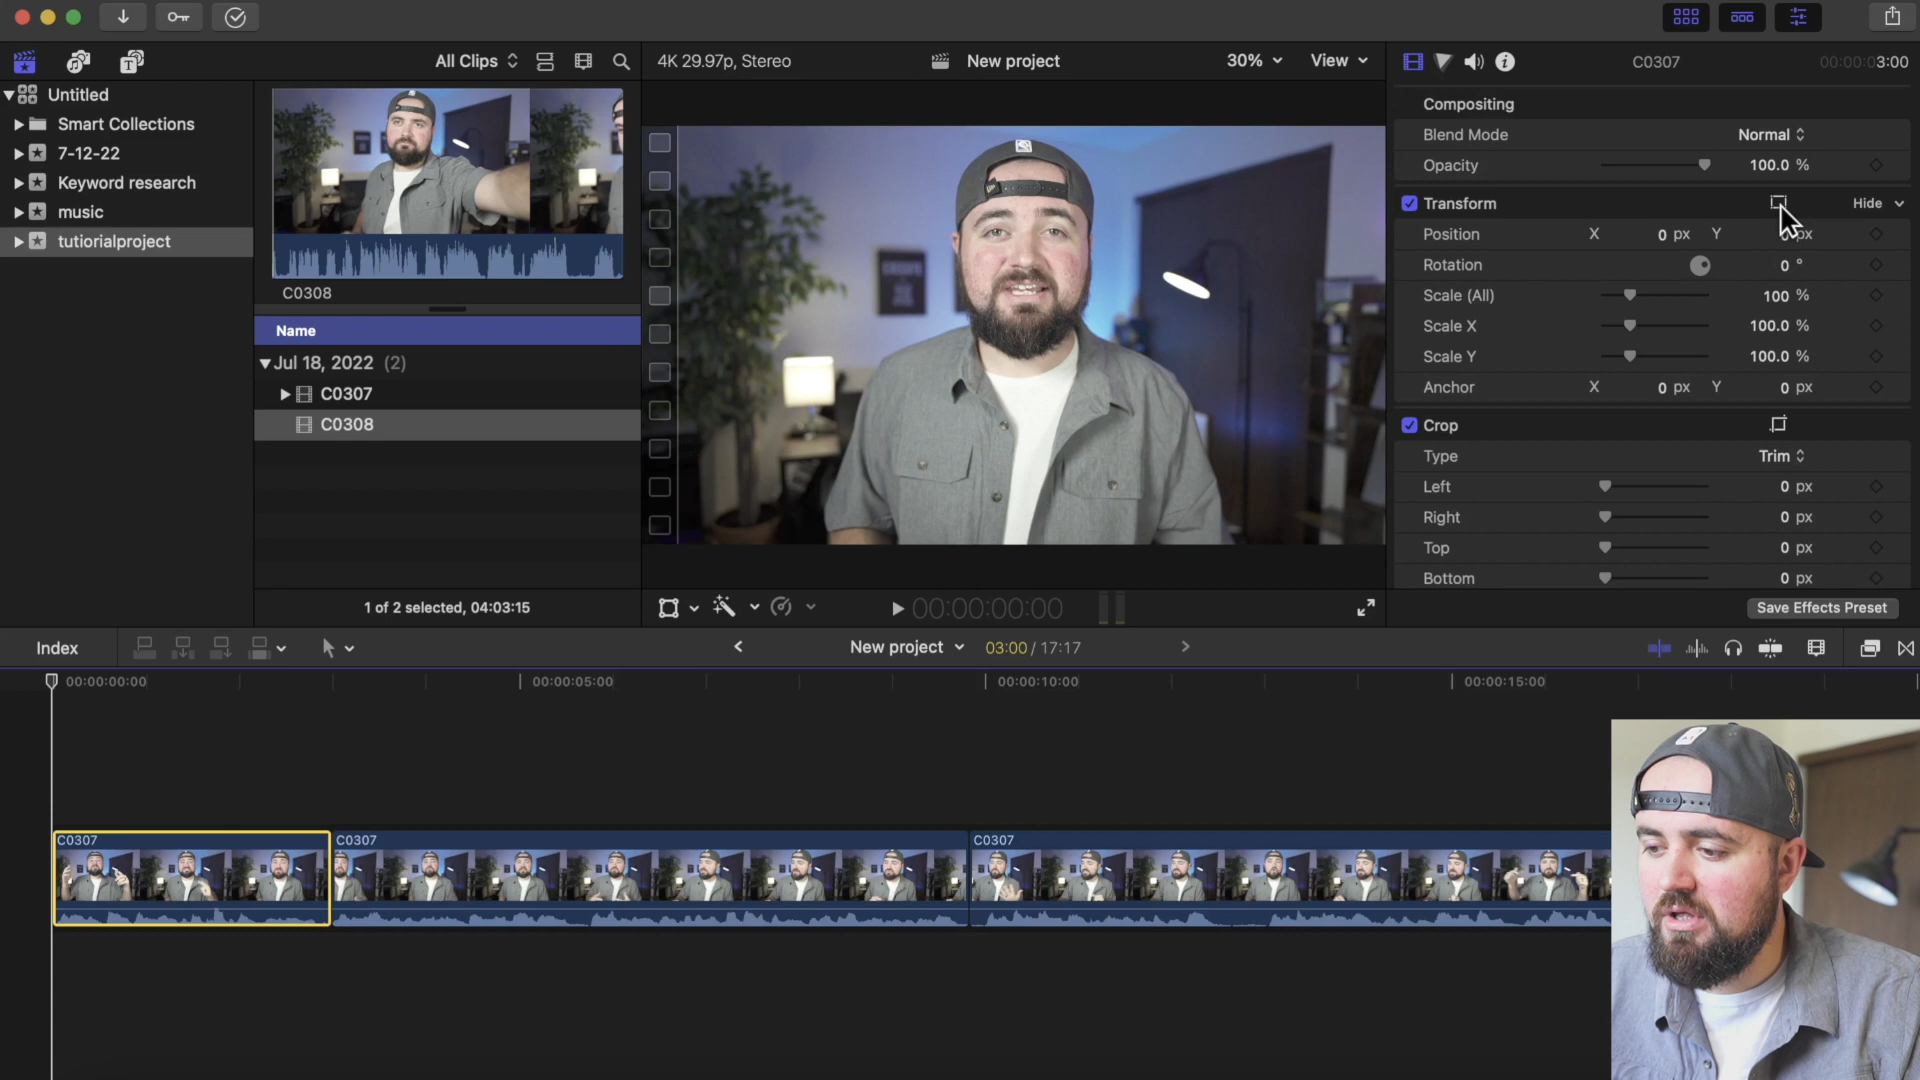 All Clips
4K 29.97p, Stereo
New project
30%
View
C0307
00:00:03:00
Untitled
Smart Collections
7-12-22
Keyword research
music
tutiorialproject
C0308
Name
Jul 18, 2022 (2)
C0307
C0308
1 of 2 selected, 04:03:15
00:00:00:00
Compositing
Blend Mode Normal
Opacity 100.0 %
Transform Hide
Position X 0 px Y 0 px
Rotation 0 °
Scale (All) 100 %
Scale X 100.0 %
Scale Y 100.0 %
Anchor X 0 px Y 0 px
Crop
Type Trim
Left 0 px
Right 0 px
Top 0 px
Bottom 0 px
Save Effects Preset
Index
New project
03:00 / 17:17
00:00:00:00
00:00:05:00
00:00:10:00
00:00:15:00
C0307
C0307
C0307